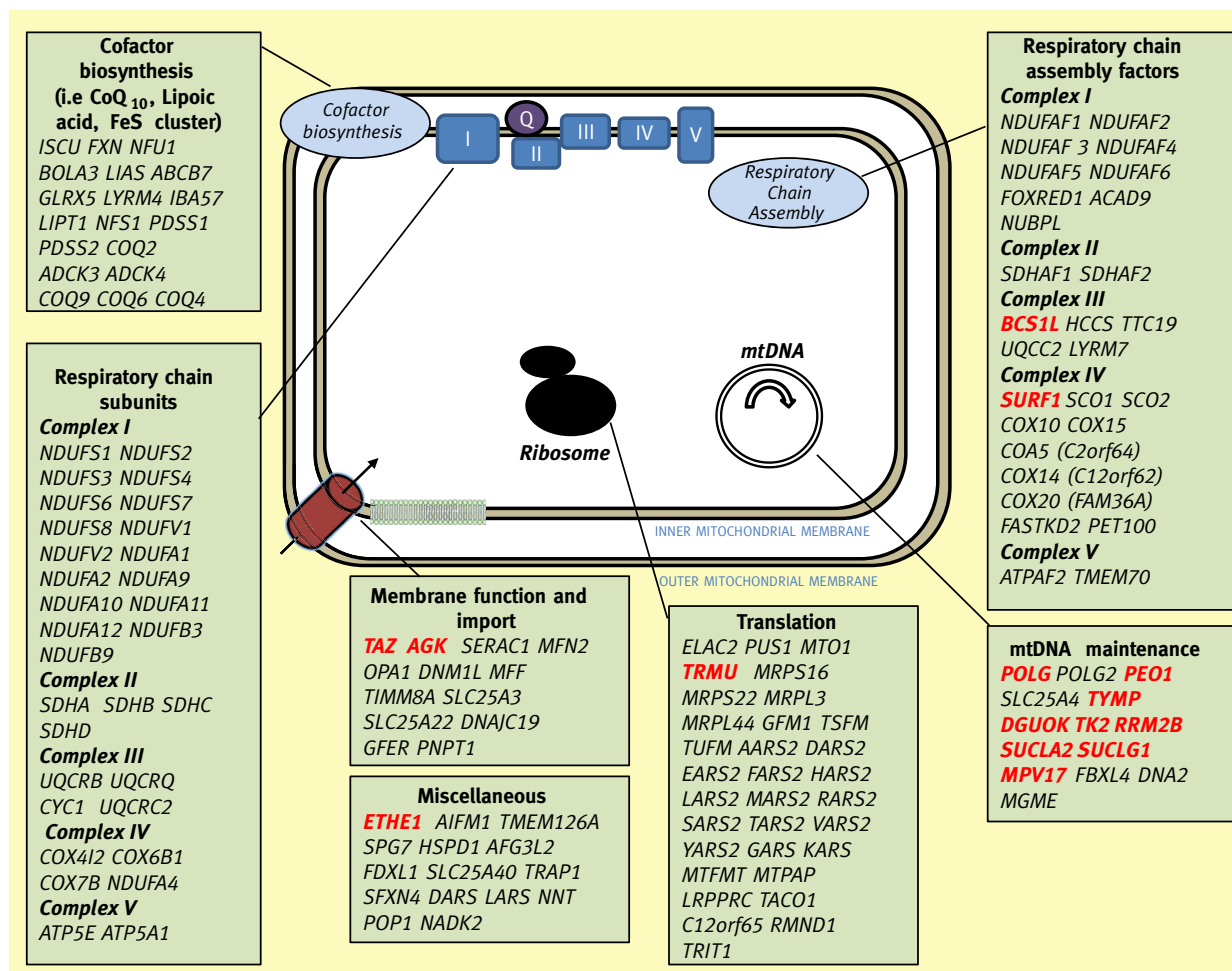 Cofactor
biosynthesis
(i.e CoQ 10, Lipoic
acid, FeS cluster)
ISCU FXN NFU1
BOLA3 LIAS ABCB7
GLRX5 LYRM4 IBA57
LIPT1 NFS1 PDSS1
PDSS2 COQ2
ADCK3 ADCK4
COQ9 COQ6 COQ4
Respiratory chain
subunits
Complex I
NDUFS1 NDUFS2
NDUFS3 NDUFS4
NDUFS6 NDUFS7
NDUFS8 NDUFV1
NDUFV2 NDUFA1
NDUFA2 NDUFA9
NDUFA10 NDUFA11
NDUFA12 NDUFB3
NDUFB9
Complex II
SDHA SDHB SDHC
SDHD
Complex III
UQCRB UQCRQ
CYC1 UQCRC2
Complex IV
COX4I2 COX6B1
COX7B NDUFA4
Complex V
ATP5E ATP5A1
Cofactor
biosynthesis
I
Q
II
III
IV
V
Respiratory
Chain
Assembly
mtDNA
Ribosome
INNER MITOCHONDRIAL MEMBRANE
OUTER MITOCHONDRIAL MEMBRANE
Membrane function and
import
TAZ AGK SERAC1 MFN2
OPA1 DNM1L MFF
TIMM8A SLC25A3
SLC25A22 DNAJC19
GFER PNPT1
Miscellaneous
ETHE1 AIFM1 TMEM126A
SPG7 HSPD1 AFG3L2
FDXL1 SLC25A40 TRAP1
SFXN4 DARS LARS NNT
POP1 NADK2
Translation
ELAC2 PUS1 MTO1
TRMU MRPS16
MRPS22 MRPL3
MRPL44 GFM1 TSFM
TUFM AARS2 DARS2
EARS2 FARS2 HARS2
LARS2 MARS2 RARS2
SARS2 TARS2 VARS2
YARS2 GARS KARS
MTFMT MTPAP
LRPPRC TACO1
C12orf65 RMND1
TRIT1
Respiratory chain
assembly factors
Complex I
NDUFAF1 NDUFAF2
NDUFAF 3 NDUFAF4
NDUFAF5 NDUFAF6
FOXRED1 ACAD9
NUBPL
Complex II
SDHAF1 SDHAF2
Complex III
BCS1L HCCS TTC19
UQCC2 LYRM7
Complex IV
SURF1 SCO1 SCO2
COX10 COX15
COA5 (C2orf64)
COX14 (C12orf62)
COX20 (FAM36A)
FASTKD2 PET100
Complex V
ATPAF2 TMEM70
mtDNA maintenance
POLG POLG2 PEO1
SLC25A4 TYMP
DGUOK TK2 RRM2B
SUCLA2 SUCLG1
MPV17 FBXL4 DNA2
MGME